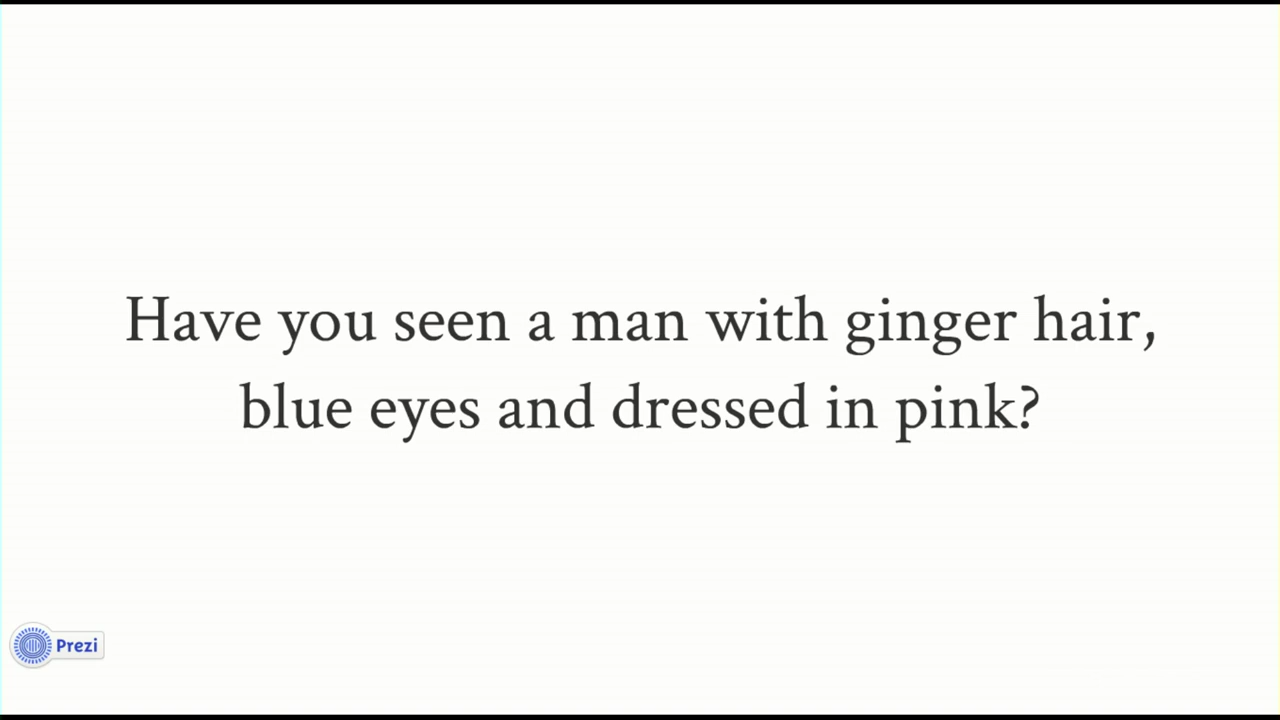 Have you seen a man with ginger hair,
blue eyes and dressed in pink?
Prezi